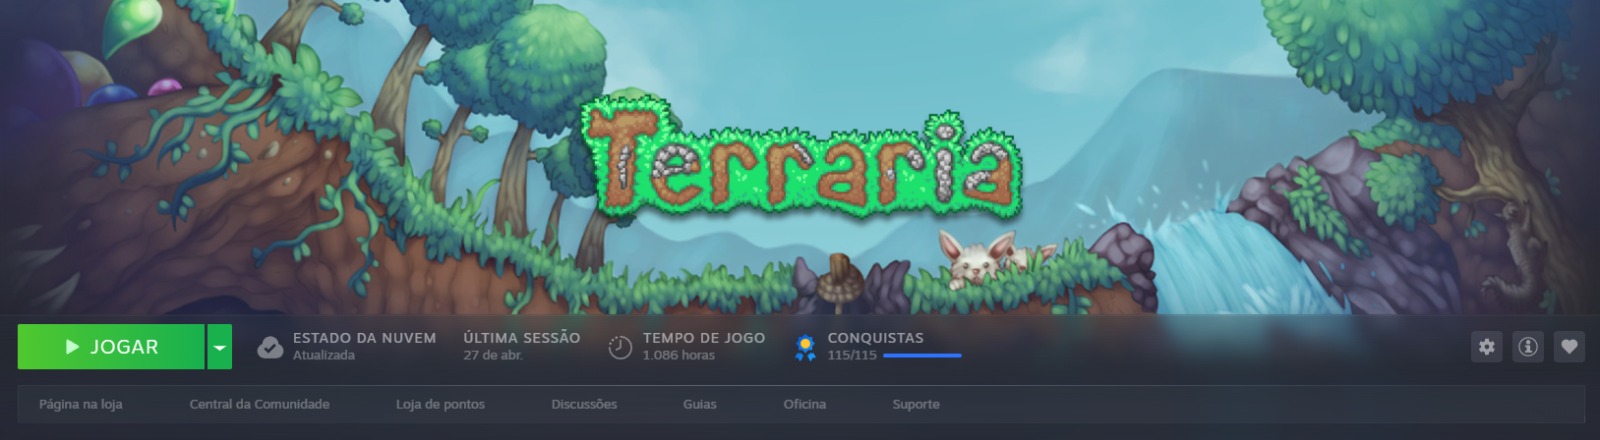 Terraria
JOGAR
ESTADO DA NUVEM
Atualizada
ÚLTIMA SESSÃO
27 de abr.
TEMPO DE JOGO
1.086 horas
CONQUISTAS
115/115
Página na loja
Central da Comunidade
Loja de pontos
Discussões
Guias
Oficina
Suporte